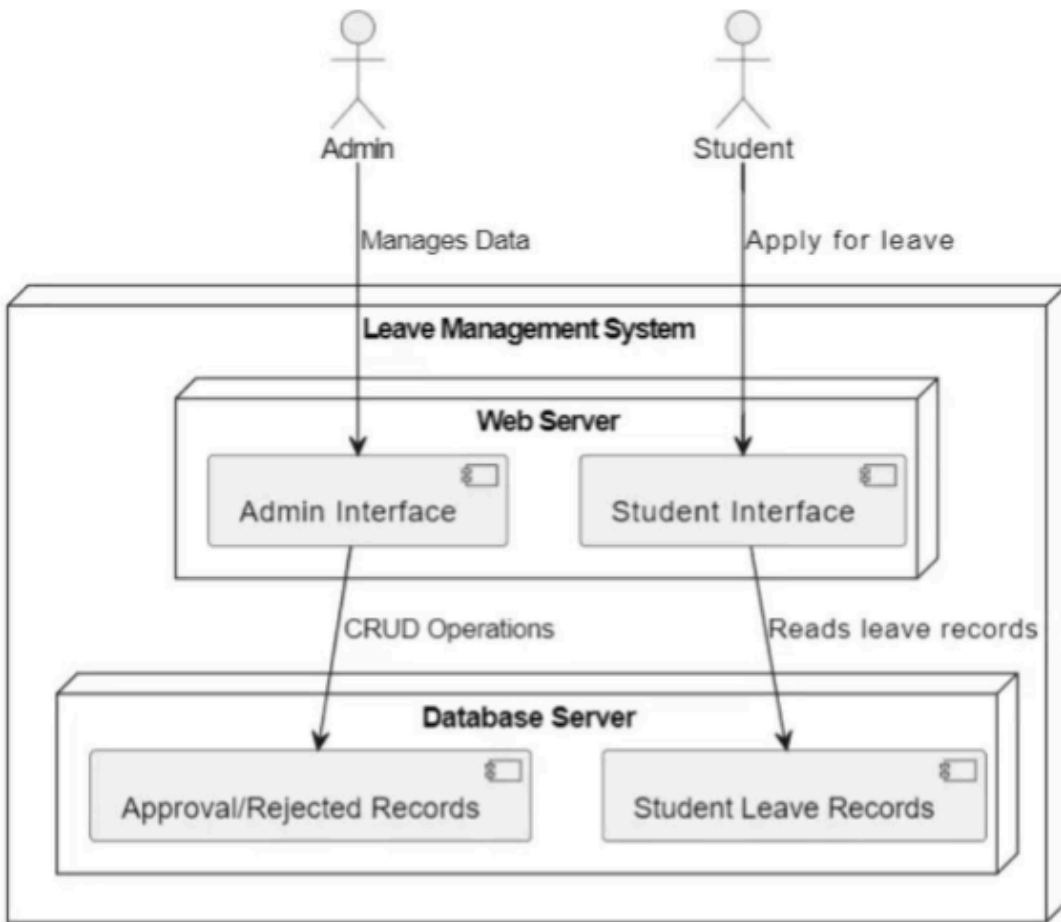 Admin
Student
Manages Data
Apply for leave
Leave Management System
Web Server
Admin Interface
Student Interface
CRUD Operations
Reads leave records
Database Server
Approval/Rejected Records
Student Leave Records